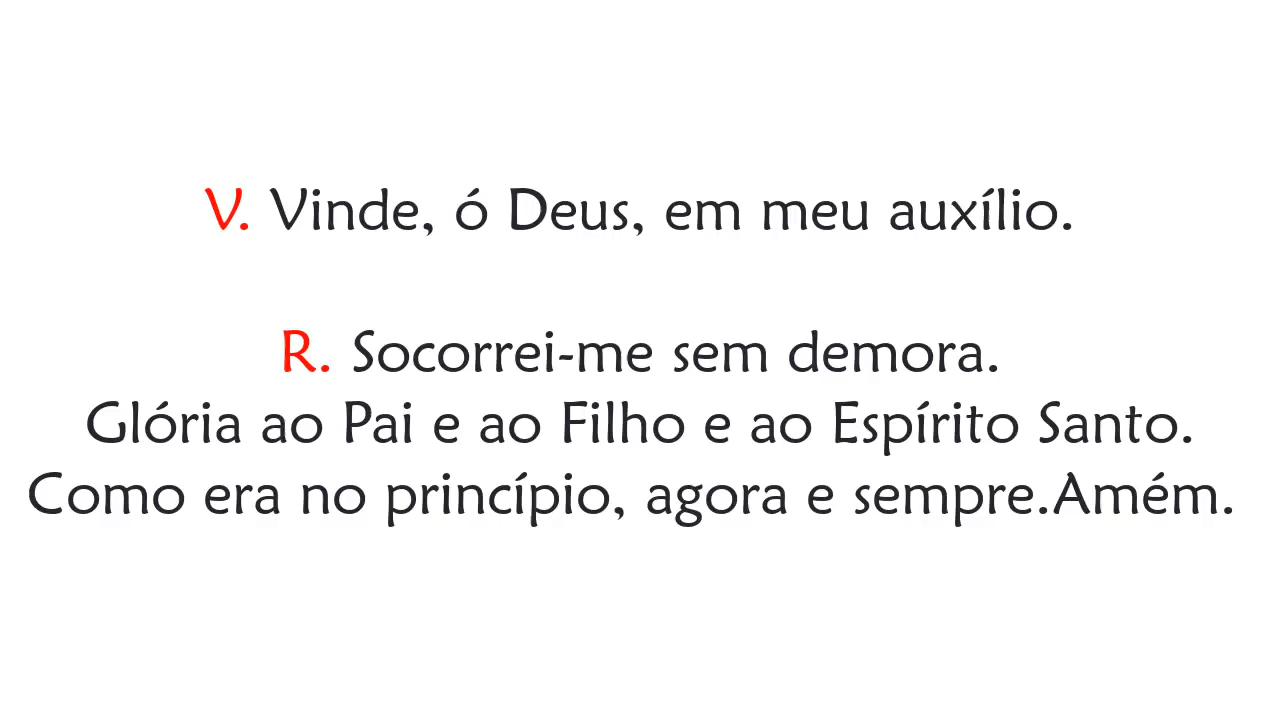 V. Vinde, ó Deus, em meu auxílio.
R. Socorrei-me sem demora.
Glória ao Pai e ao Filho e ao Espírito Santo.
Como era no princípio, agora e sempre.Amém.